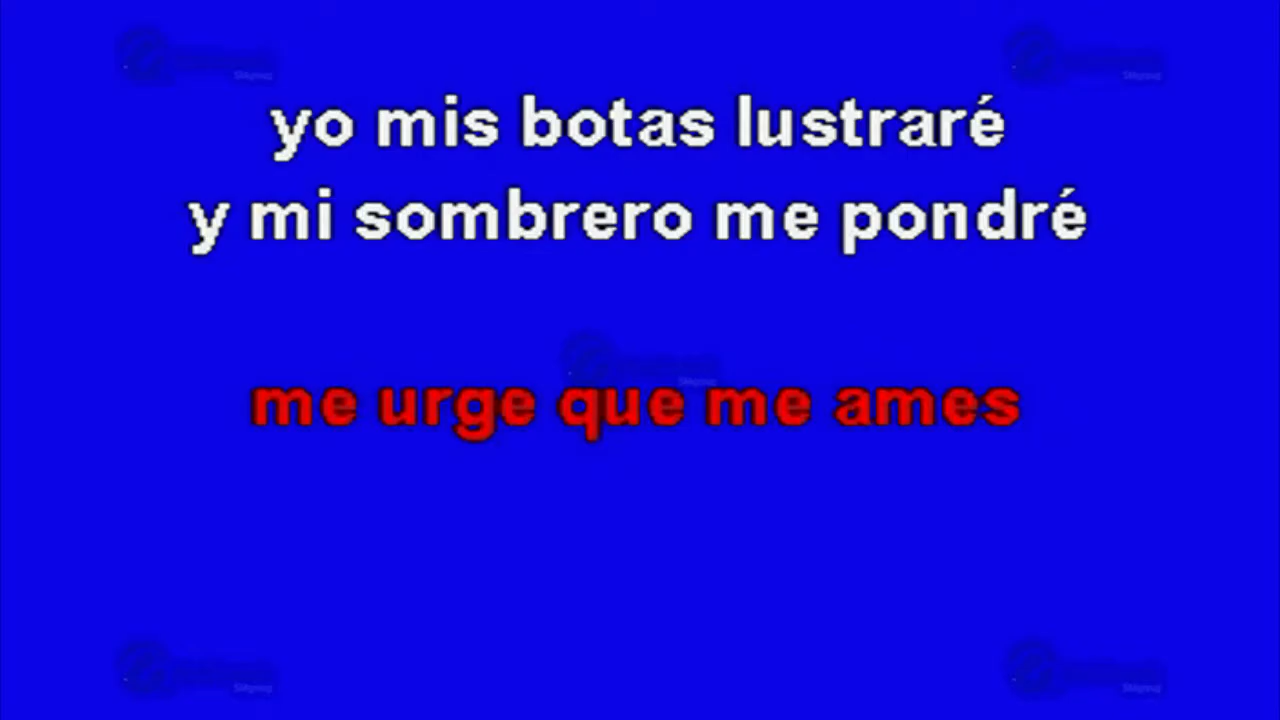 yo mis botas lustraré
y mi sombrero me pondré
me urge que me ames